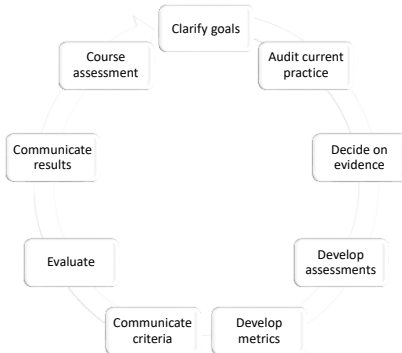 Clarify goals
Audit current
practice
Decide on
evidence
Develop
assessments
Develop
metrics
Communicate
criteria
Evaluate
Communicate
results
Course
assessment